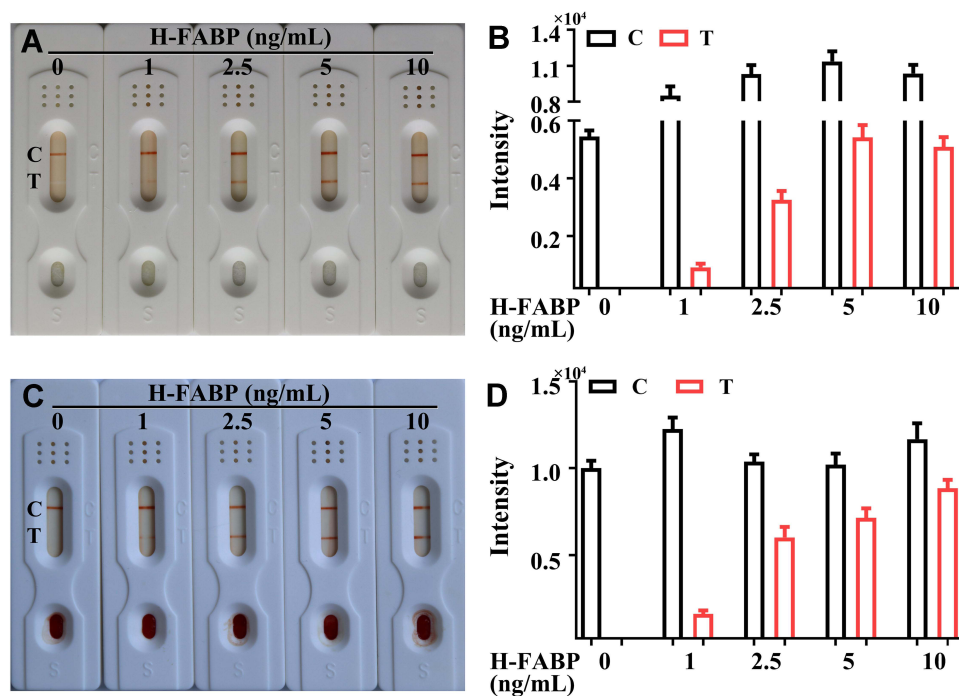 A
H-FABP (ng/mL)
0 1 2.5 5 10
C
T
C T
C T
C T
C T
C T
S S S S S
B
×10⁴
C T
1.4
1.1
0.8
0.6
0.4
0.2
Intensity
H-FABP
(ng/mL)
0 1 2.5 5 10
C
H-FABP (ng/mL)
0 1 2.5 5 10
C
T
C T
C T
C T
C T
C T
S S S S S
D
×10⁴
C T
1.5
1.0
0.5
Intensity
H-FABP
(ng/mL)
0 1 2.5 5 10